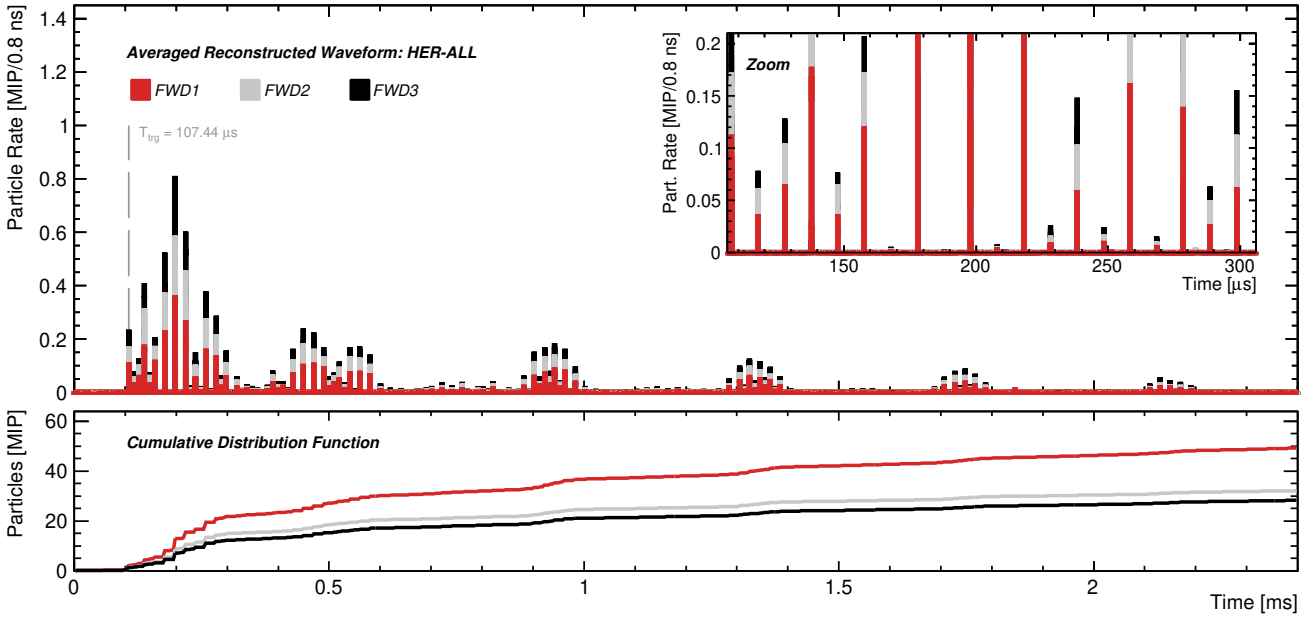 Particle Rate [MIP/0.8 ns]
1.4
1.2
1
0.8
0.6
0.4
0.2
0
Averaged Reconstructed Waveform: HER-ALL
FWD1 FWD2 FWD3
T_trg = 107.44 μs
Part. Rate [MIP/0.8 ns]
0.2
0.15
0.1
0.05
0
Zoom
150 200 250 300
Time [μs]
Particles [MIP]
60
40
20
0
Cumulative Distribution Function
0 0.5 1 1.5 2
Time [ms]